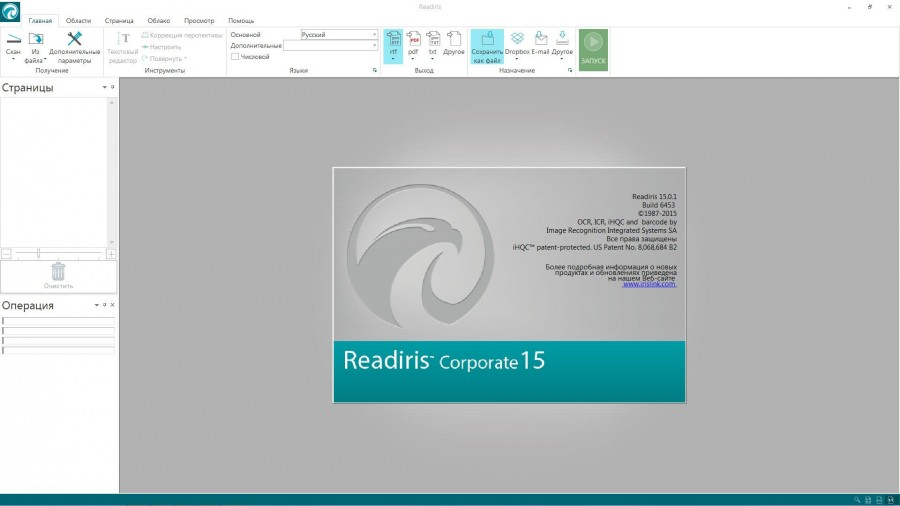 Readiris
Главная Области Страница Облако Просмотр Помощь
Скан
Из файла
Дополнительные параметры
Получение
Текстовый редактор
Коррекция перспективы
Настроить
Повернуть
Инструменты
Основной Русский
Дополнительные
Числовой
Языки
rtf pdf txt Другое
Выход
Сохранить как файл
Dropbox E-mail Другое
Назначение
ЗАПУСК
Страницы
Очистить
Операция
Readiris 15.0.1
Build 6453
©1987-2015
OCR, ICR, iHQC and barcode by
Image Recognition Integrated Systems SA
Все права защищены
iHQC™ patent-protected. US Patent No. 8,068,684 B2
Более подробная информация о новых
продуктах и обновлениях приведена
на нашем Веб-сайте
www.irislink.com
Readiris™ Corporate 15